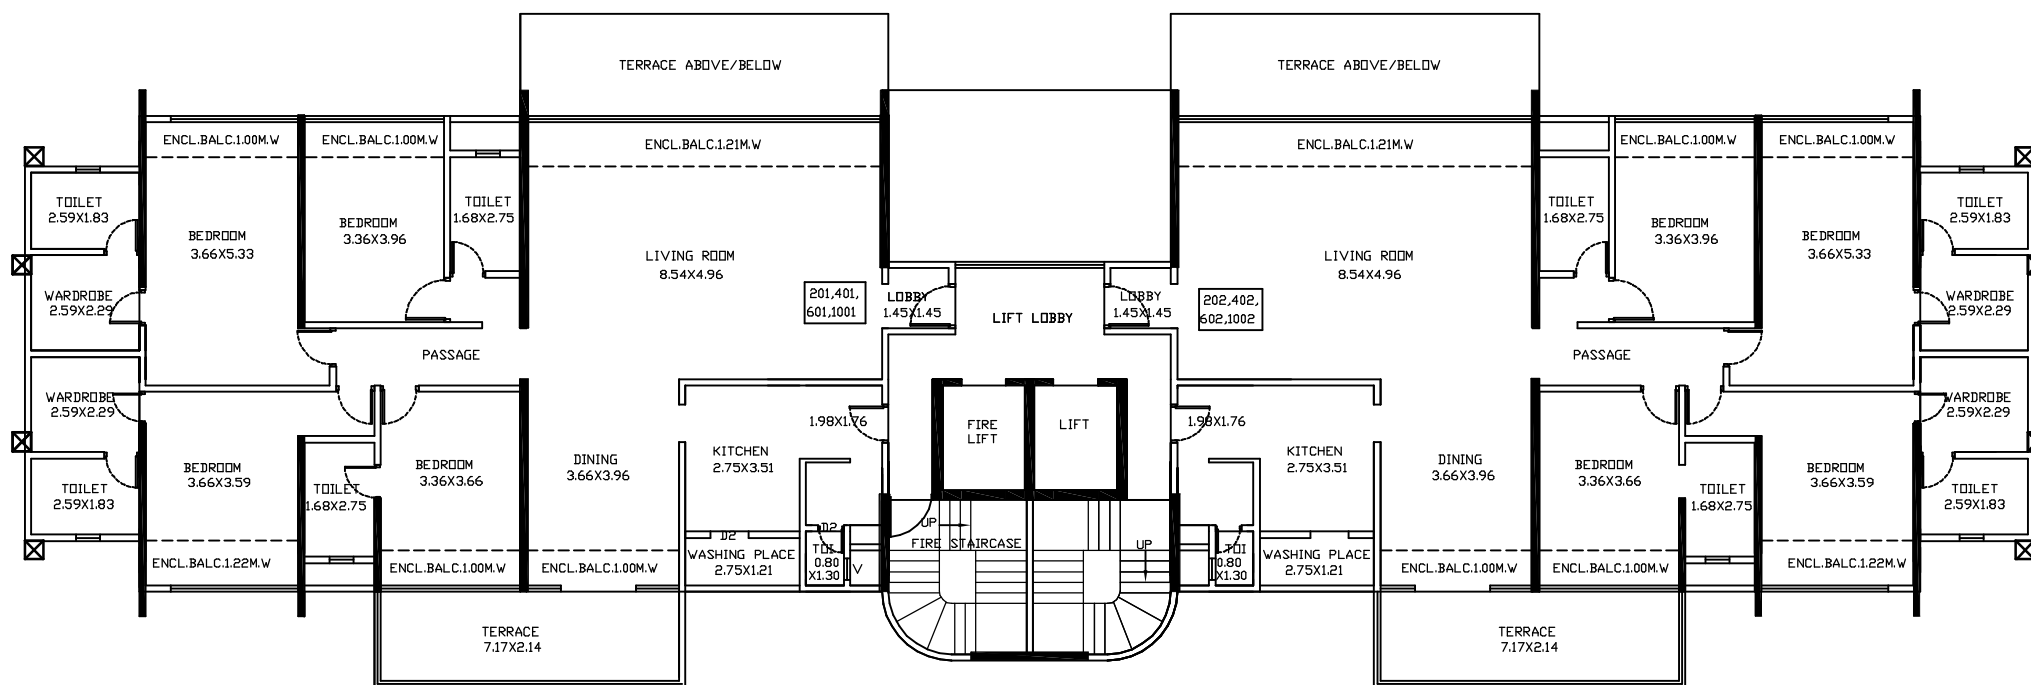 TERRACE ABOVE/BELOW
TERRACE ABOVE/BELOW
ENCL.BALC.1.00M.W
ENCL.BALC.1.00M.W
ENCL.BALC.1.21M.W
ENCL.BALC.1.21M.W
ENCL.BALC.1.00M.W
ENCL.BALC.1.00M.W
TOILET
2.59X1.83
BEDROOM
3.66X5.33
BEDROOM
3.36X3.96
TOILET
1.68X2.75
LIVING ROOM
8.54X4.96
LIVING ROOM
8.54X4.96
TOILET
1.68X2.75
BEDROOM
3.36X3.96
BEDROOM
3.66X5.33
TOILET
2.59X1.83
WARDROBE
2.59X2.29
201,401,
601,1001
LOBBY
1.45X1.45
LIFT LOBBY
LOBBY
1.45X1.45
202,402,
602,1002
WARDROBE
2.59X2.29
PASSAGE
PASSAGE
WARDROBE
2.59X2.29
1.98X1.76
FIRE
LIFT
LIFT
1.98X1.76
WARDROBE
2.59X2.29
TOILET
2.59X1.83
BEDROOM
3.66X3.59
TOILET
1.68X2.75
BEDROOM
3.36X3.66
DINING
3.66X3.96
KITCHEN
2.75X3.51
KITCHEN
2.75X3.51
DINING
3.66X3.96
BEDROOM
3.36X3.66
TOILET
1.68X2.75
BEDROOM
3.66X3.59
TOILET
2.59X1.83
D2
D2
UP
FIRE STAIRCASE
UP
ENCL.BALC.1.22M.W
ENCL.BALC.1.00M.W
ENCL.BALC.1.00M.W
WASHING PLACE
2.75X1.21
TOI
0.80
X1.30
V
TOI
0.80
X1.30
WASHING PLACE
2.75X1.21
ENCL.BALC.1.00M.W
ENCL.BALC.1.00M.W
ENCL.BALC.1.22M.W
TERRACE
7.17X2.14
TERRACE
7.17X2.14